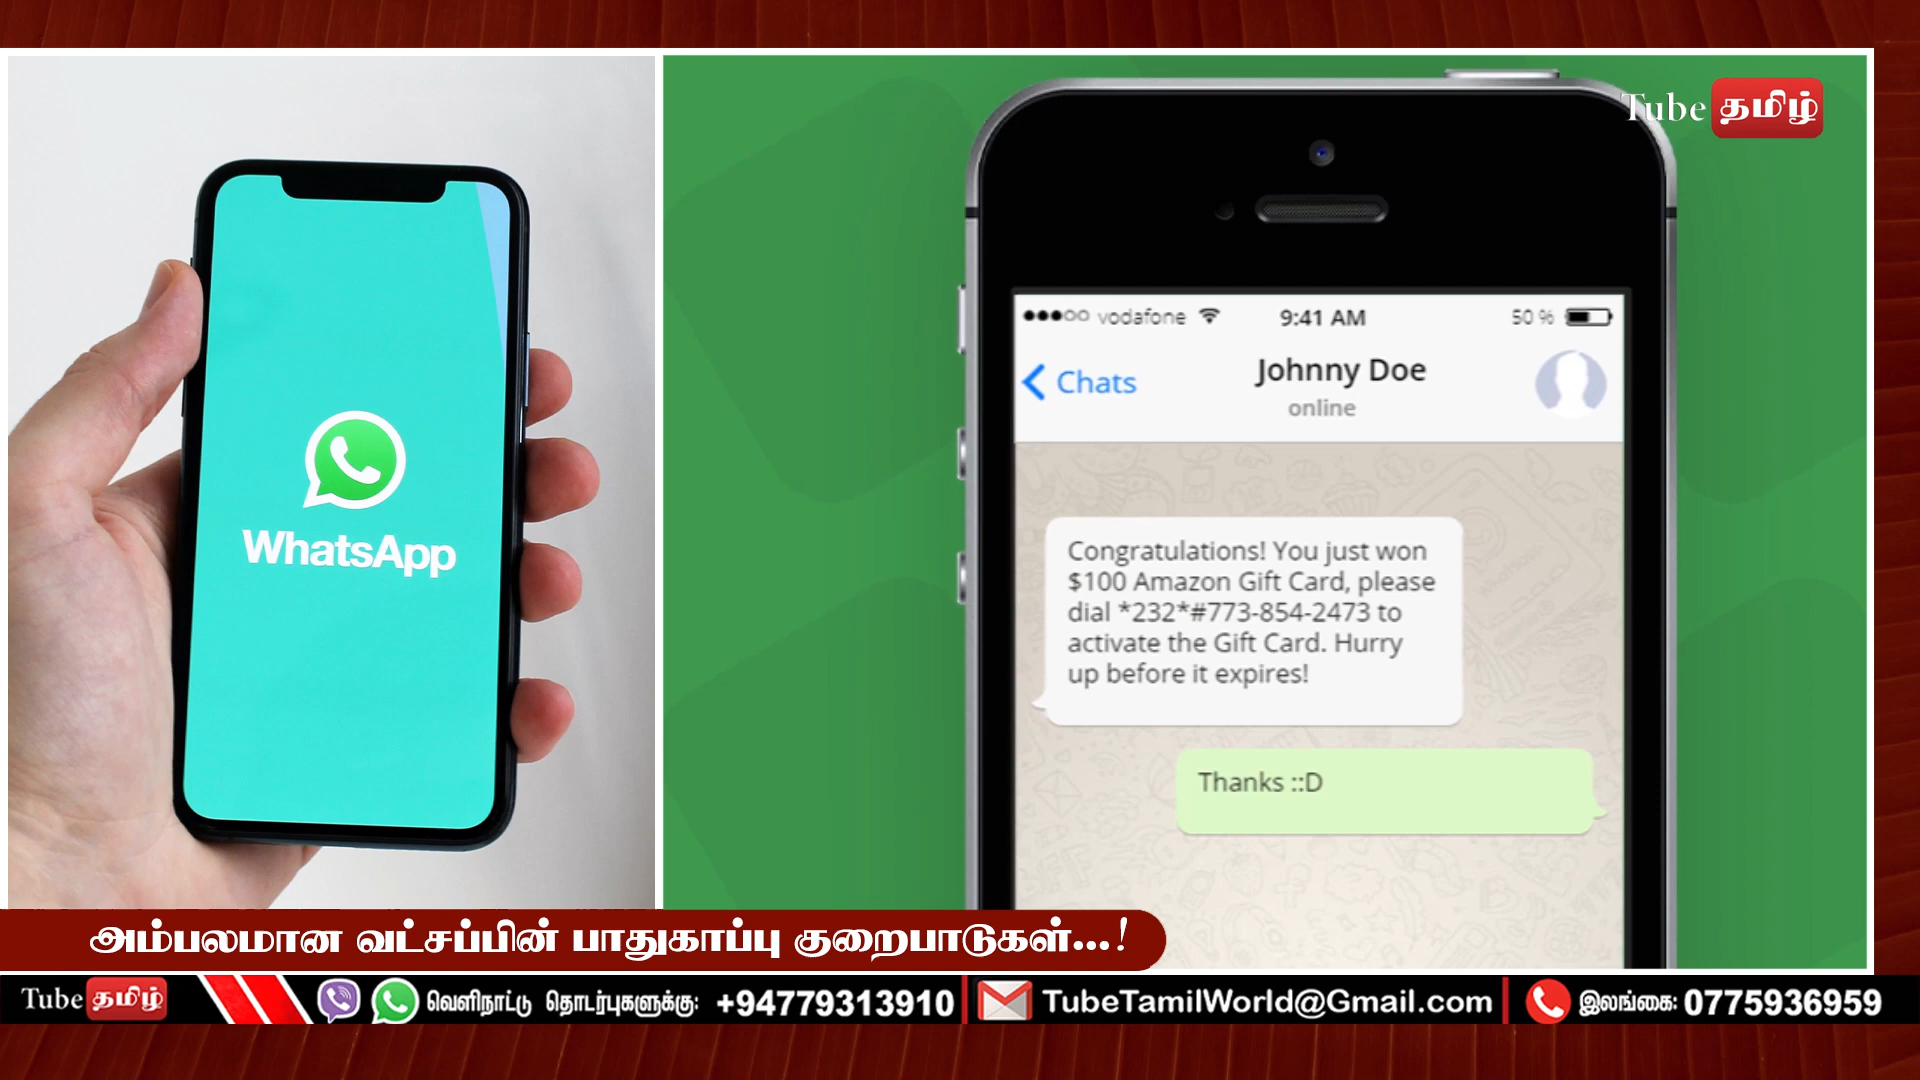 Tube தமிழ்
WhatsApp
vodafone 9:41 AM 50 %
Chats
Johnny Doe
online
Congratulations! You just won
$100 Amazon Gift Card, please
dial *232*#773-854-2473 to
activate the Gift Card. Hurry
up before it expires!
Thanks ::D
அம்பலமான வட்சப்பின் பாதுகாப்பு குறைபாடுகள்...!
Tube தமிழ் வெளிநாட்டு தொடர்புகளுக்கு: +94779313910 TubeTamilWorld@Gmail.com இலங்கை: 0775936959